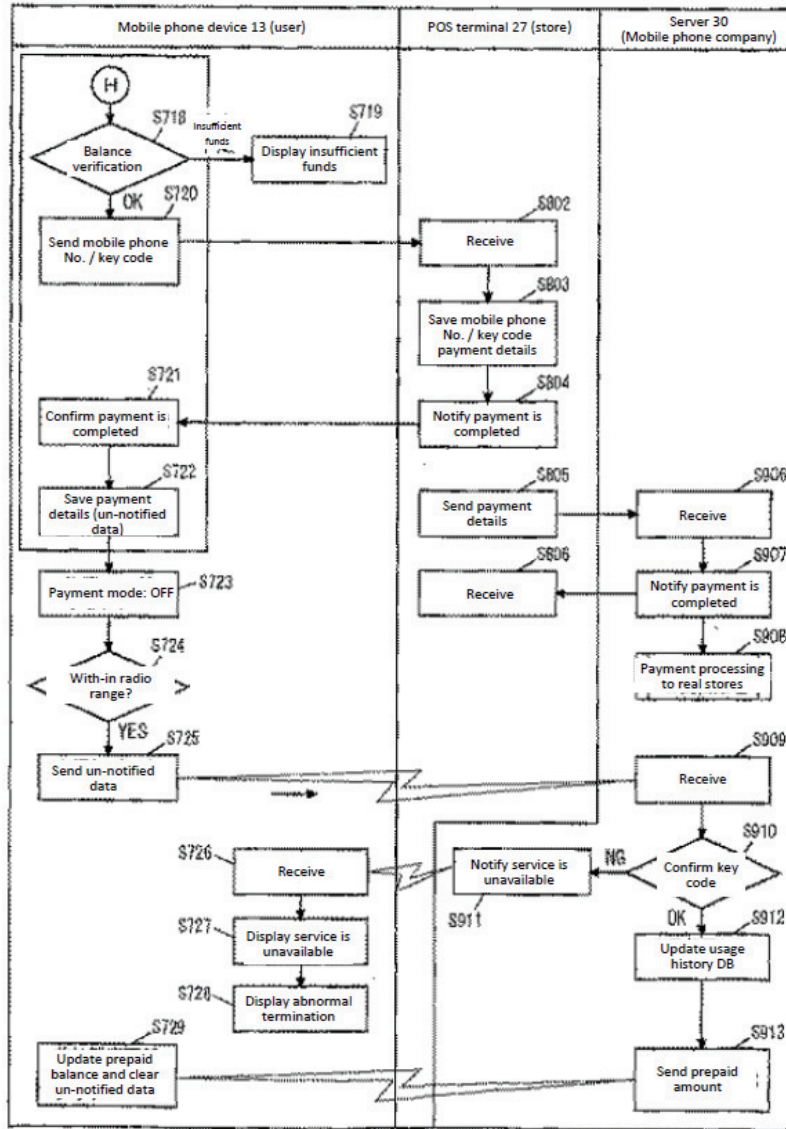 Mobile phone device 13 (user)
POS terminal 27 (store)
Server 30
(Mobile phone company)
H
S718
Insufficient
funds
S719
Balance
verification
Display insufficient
funds
OK
S720
Send mobile phone
No. / key code
S802
Receive
S803
Save mobile phone
No. / key code
payment details
S721
Confirm payment is
completed
S804
Notify payment is
completed
S722
Save payment
details (un-notified
data)
S805
Send payment
details
S906
Receive
S723
Payment mode: OFF
S806
Receive
S907
Notify payment is
completed
S724
With-in radio
range?
S908
Payment processing
to real stores
YES
S725
Send un-notified
data
S909
Receive
S726
Receive
Notify service is
unavailable
S911
NG
S910
Confirm key
code
S727
Display service is
unavailable
OK
S912
Update usage
history DB
S728
Display abnormal
termination
S729
Update prepaid
balance and clear
un-notified data
S913
Send prepaid
amount